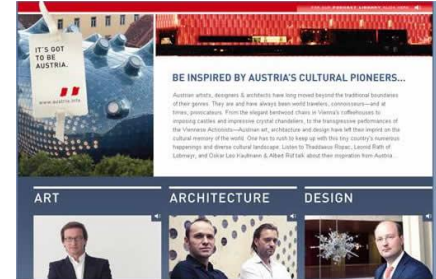 IT'S GOT
TO BE
AUSTRIA.
www.austria.info
BE INSPIRED BY AUSTRIA'S CULTURAL PIONEERS...
Austrian artists, designers & architects have long moved beyond the traditional boundaries
of their genres. They are and have always been world travelers, connoisseurs—and at
times, provocateurs. From the elegant bentwood chairs in Vienna's coffeehouses to
imposing castles and impressive crystal chandeliers, to the transgressive performances of
the Viennese Actionists—Austrian art, architecture and design have left their imprint on the
cultural memory of the world. One has to rush to keep up with this tiny country's numerous
happenings and diverse cultural landscape. Listen to Thaddaeus Ropac, Leonid Rath of
Lobmeyr, and Oskar Leo Kaufmann & Albert Rüf talk about their inspiration from Austria.
ART
ARCHITECTURE
DESIGN